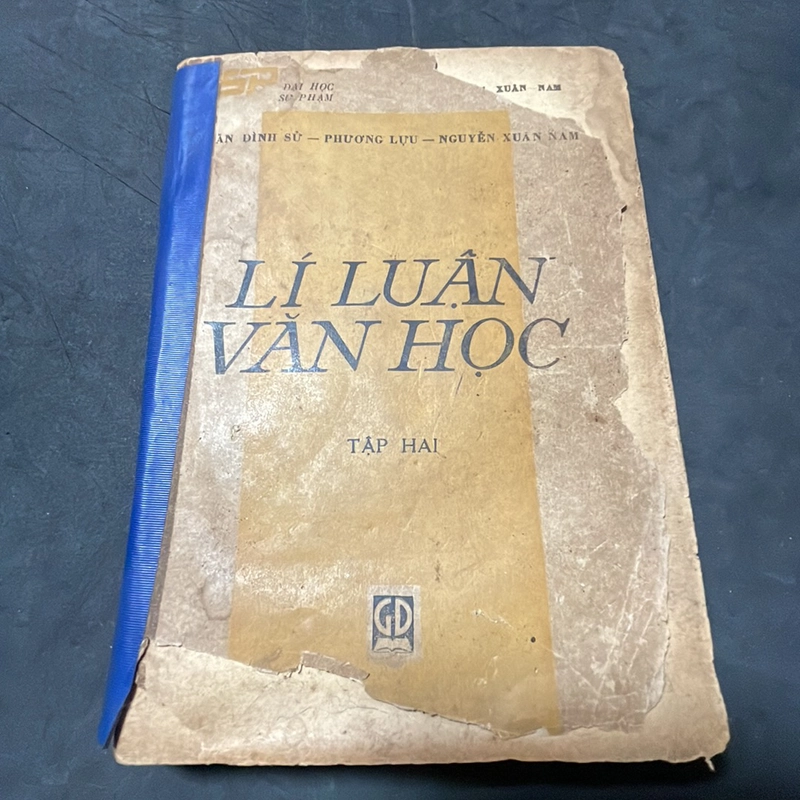 ĐẠI HỌC
SƯ PHẠM
XUÂN NAM
ĐÌNH SỬ — PHƯƠNG LỰU — NGUYỄN XUÂN NAM
LÍ LUẬN
VĂN HỌC
TẬP HAI
GD